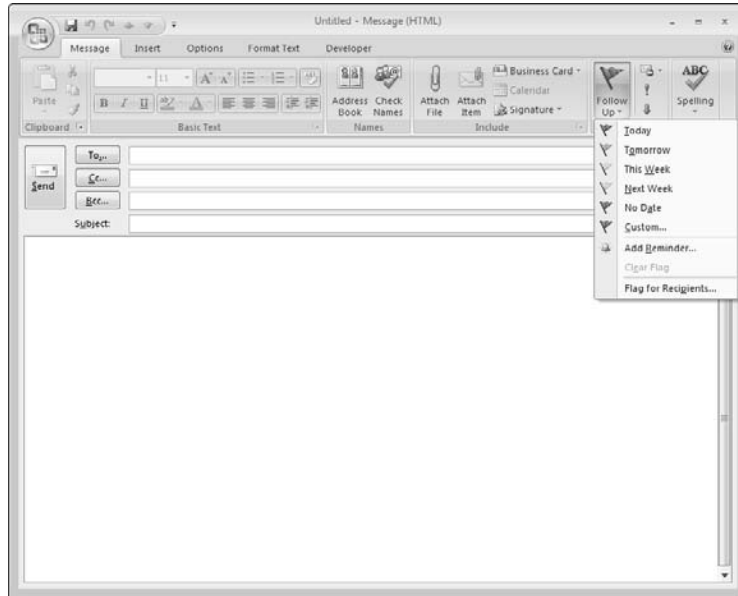 Untitled - Message (HTML)
Message Insert Options Format Text Developer
Paste
11
B I U
Address Book
Check Names
Attach File
Attach Item
Business Card
Calendar
Signature
Follow Up
ABC
Spelling
Clipboard Basic Text Names Include
Today
Tomorrow
This Week
Next Week
No Date
Custom...
Add Reminder...
Clear Flag
Flag for Recipients...
Send
To...
Cc...
Bcc...
Subject: